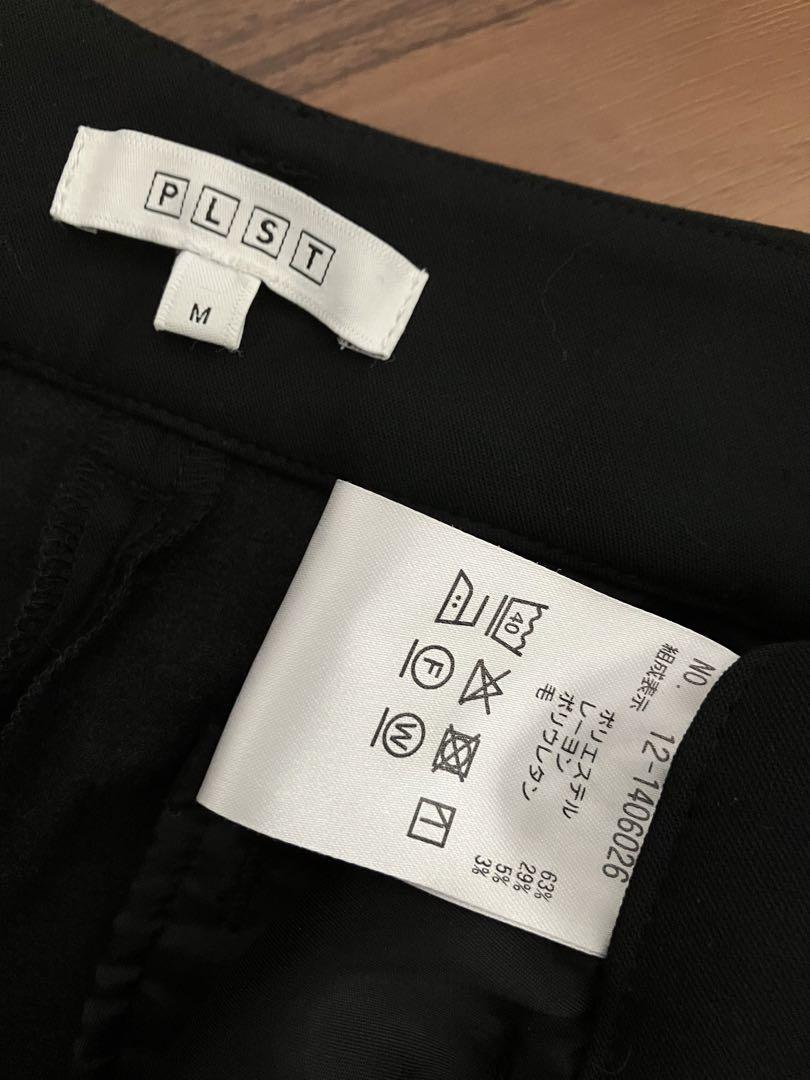 PLST
M
NO. 12-1406026
組成表示
ポリエステル 63%
レーヨン 29%
ポリウレタン 5%
毛 3%
40
F
W